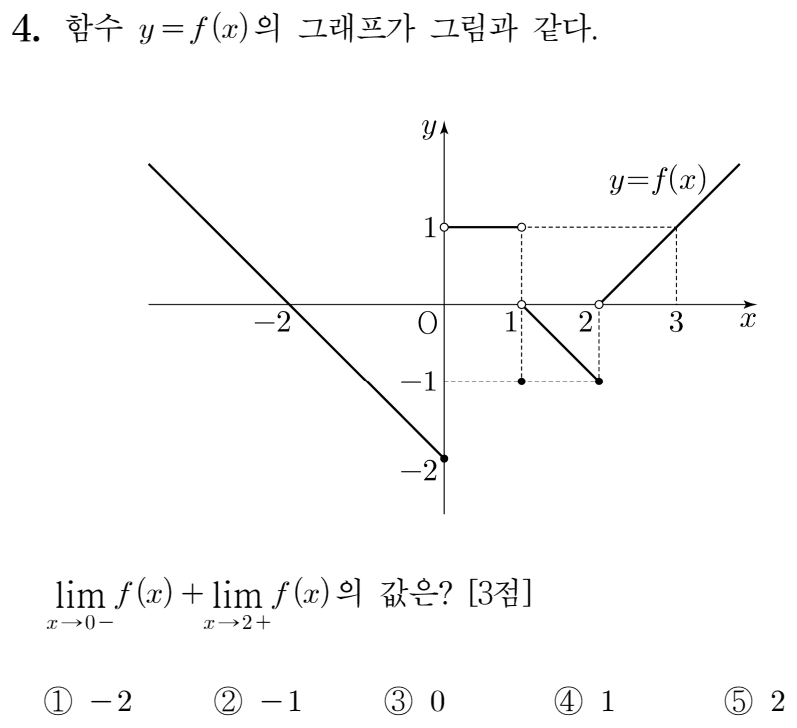 4. 함수 y=f(x)의 그래프가 그림과 같다.
y
y=f(x)
1
−2 O 1 2 3 x
−1
−2
lim f(x)+lim f(x)의 값은? [3점]
x→0− x→2+
① −2 ② −1 ③ 0 ④ 1 ⑤ 2